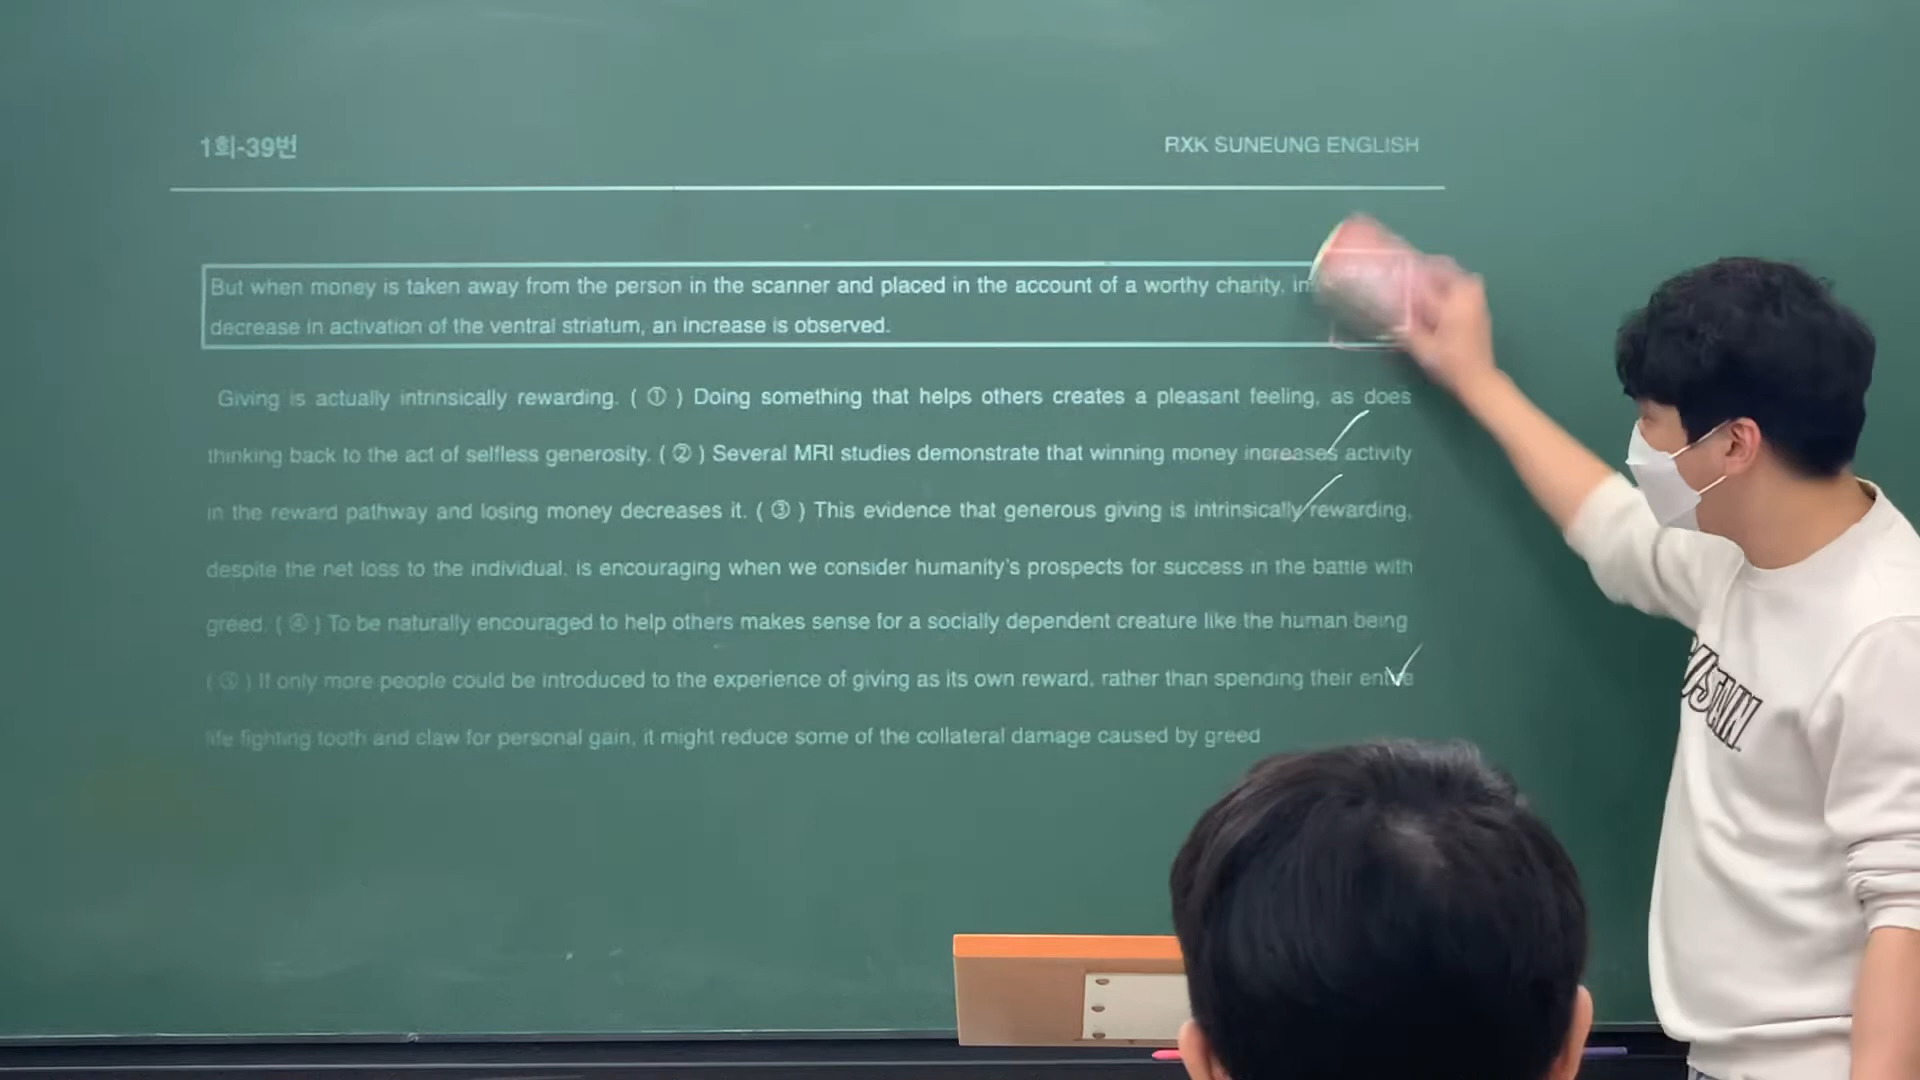 1회-39번
RXK SUNEUNG ENGLISH
But when money is taken away from the person in the scanner and placed in the account of a worthy charity,
decrease in activation of the ventral striatum, an increase is observed.
Giving is actually intrinsically rewarding. ( ① ) Doing something that helps others creates a pleasant feeling, as does
thinking back to the act of selfless generosity. ( ② ) Several MRI studies demonstrate that winning money increases activity
in the reward pathway and losing money decreases it. ( ③ ) This evidence that generous giving is intrinsically rewarding,
despite the net loss to the individual, is encouraging when we consider humanity's prospects for success in the battle with
greed. ( ④ ) To be naturally encouraged to help others makes sense for a socially dependent creature like the human being
( ⑤ ) If only more people could be introduced to the experience of giving as its own reward, rather than spending their entire
life fighting tooth and claw for personal gain, it might reduce some of the collateral damage caused by greed